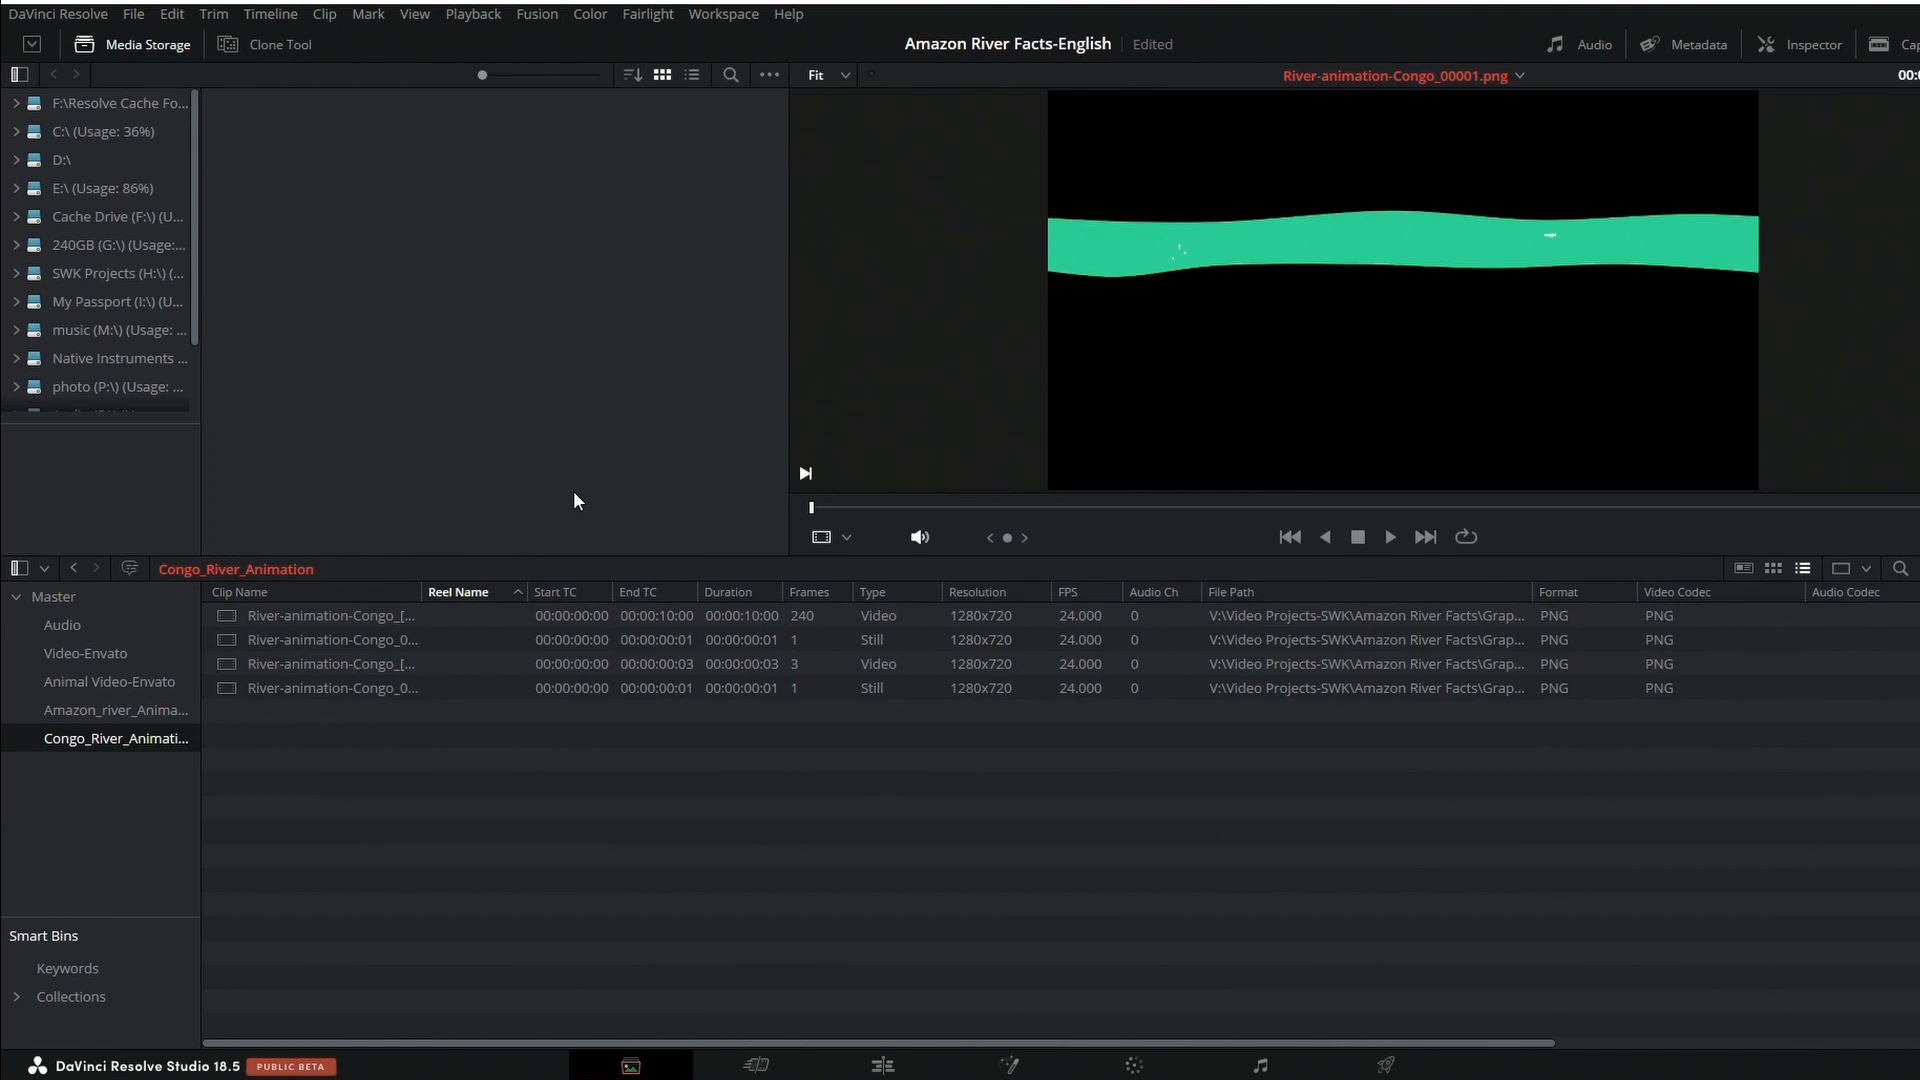 DaVinci Resolve File Edit Trim Timeline Clip Mark View Playback Fusion Color Fairlight Workspace Help
Media Storage Clone Tool Amazon River Facts-English Edited Audio Metadata Inspector
Fit River-animation-Congo_00001.png
F:\Resolve Cache Fo...
C:\ (Usage: 36%)
D:\
E:\ (Usage: 86%)
Cache Drive (F:\) (U...
240GB (G:\) (Usage:...
SWK Projects (H:\) (...
My Passport (I:\) (U...
music (M:\) (Usage: ...
Native Instruments ...
photo (P:\) (Usage: ...
Congo_River_Animation
Master
Audio
Video-Envato
Animal Video-Envato
Amazon_river_Anima...
Congo_River_Animati...
Clip Name Reel Name Start TC End TC Duration Frames Type Resolution FPS Audio Ch File Path Format Video Codec Audio Codec
River-animation-Congo_[... 00:00:00:00 00:00:10:00 00:00:10:00 240 Video 1280x720 24.000 0 V:\Video Projects-SWK\Amazon River Facts\Grap... PNG PNG
River-animation-Congo_0... 00:00:00:00 00:00:00:01 00:00:00:01 1 Still 1280x720 24.000 0 V:\Video Projects-SWK\Amazon River Facts\Grap... PNG PNG
River-animation-Congo_[... 00:00:00:00 00:00:00:03 00:00:00:03 3 Video 1280x720 24.000 0 V:\Video Projects-SWK\Amazon River Facts\Grap... PNG PNG
River-animation-Congo_0... 00:00:00:00 00:00:00:01 00:00:00:01 1 Still 1280x720 24.000 0 V:\Video Projects-SWK\Amazon River Facts\Grap... PNG PNG
Smart Bins
Keywords
Collections
DaVinci Resolve Studio 18.5 PUBLIC BETA